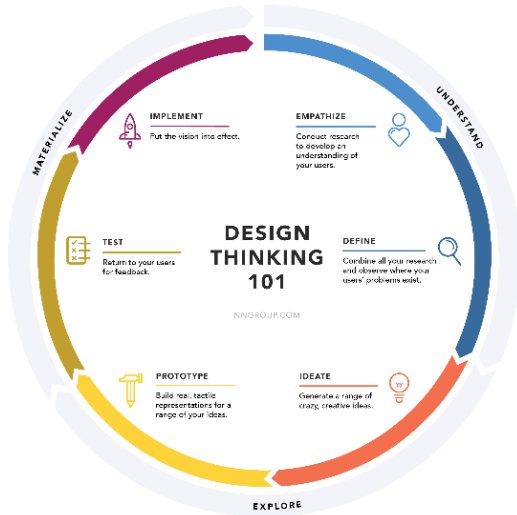 MATERIALIZE
UNDERSTAND
IMPLEMENT
Put the vision into effect.
EMPATHIZE
Conduct research
to develop an
understanding of
your users.
TEST
Return to your users
for feedback.
DESIGN
THINKING
101
NNGROUP.COM
DEFINE
Combine all your research
and observe where your
users' problems exist.
PROTOTYPE
Build real, tactile
representations for a
range of your ideas.
IDEATE
Generate a range of
crazy, creative ideas.
EXPLORE